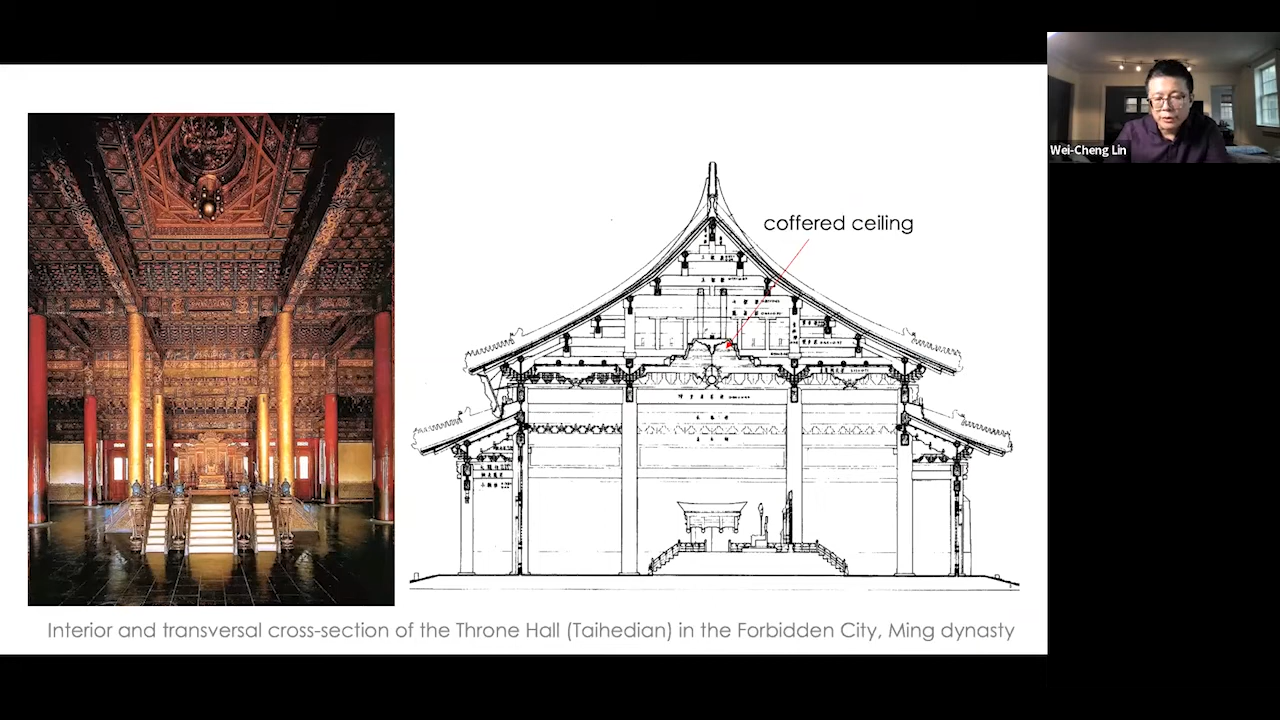 coffered ceiling
Interior and transversal cross-section of the Throne Hall (Taihedian) in the Forbidden City, Ming dynasty
Wei-Cheng Lin